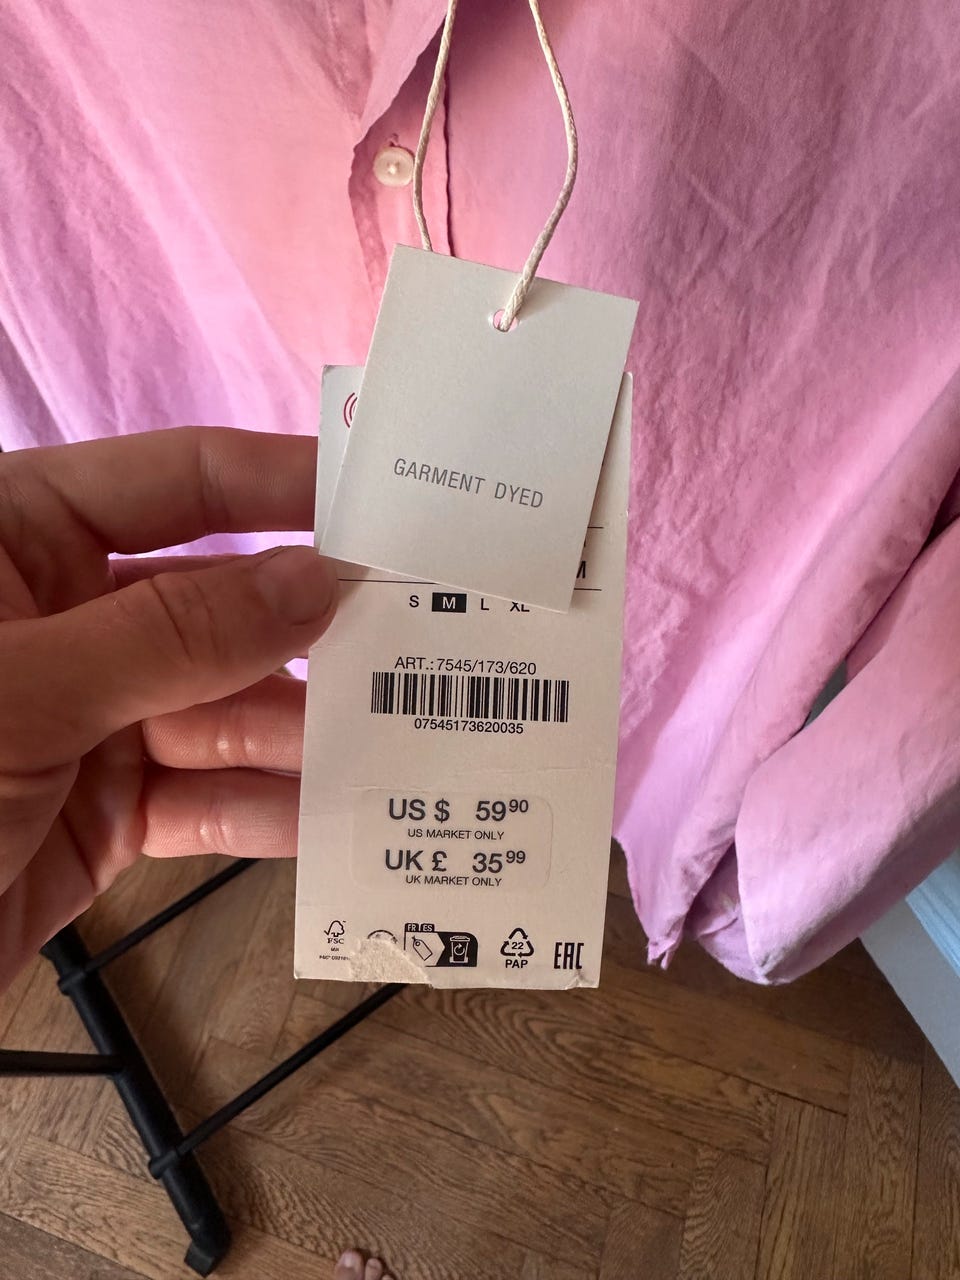 GARMENT DYED
M
S M L XL
ART.: 7545/173/620
07545173620035
US $ 59 90
US MARKET ONLY
UK £ 35 99
UK MARKET ONLY
FSC
FR ES
22
PAP
EAC